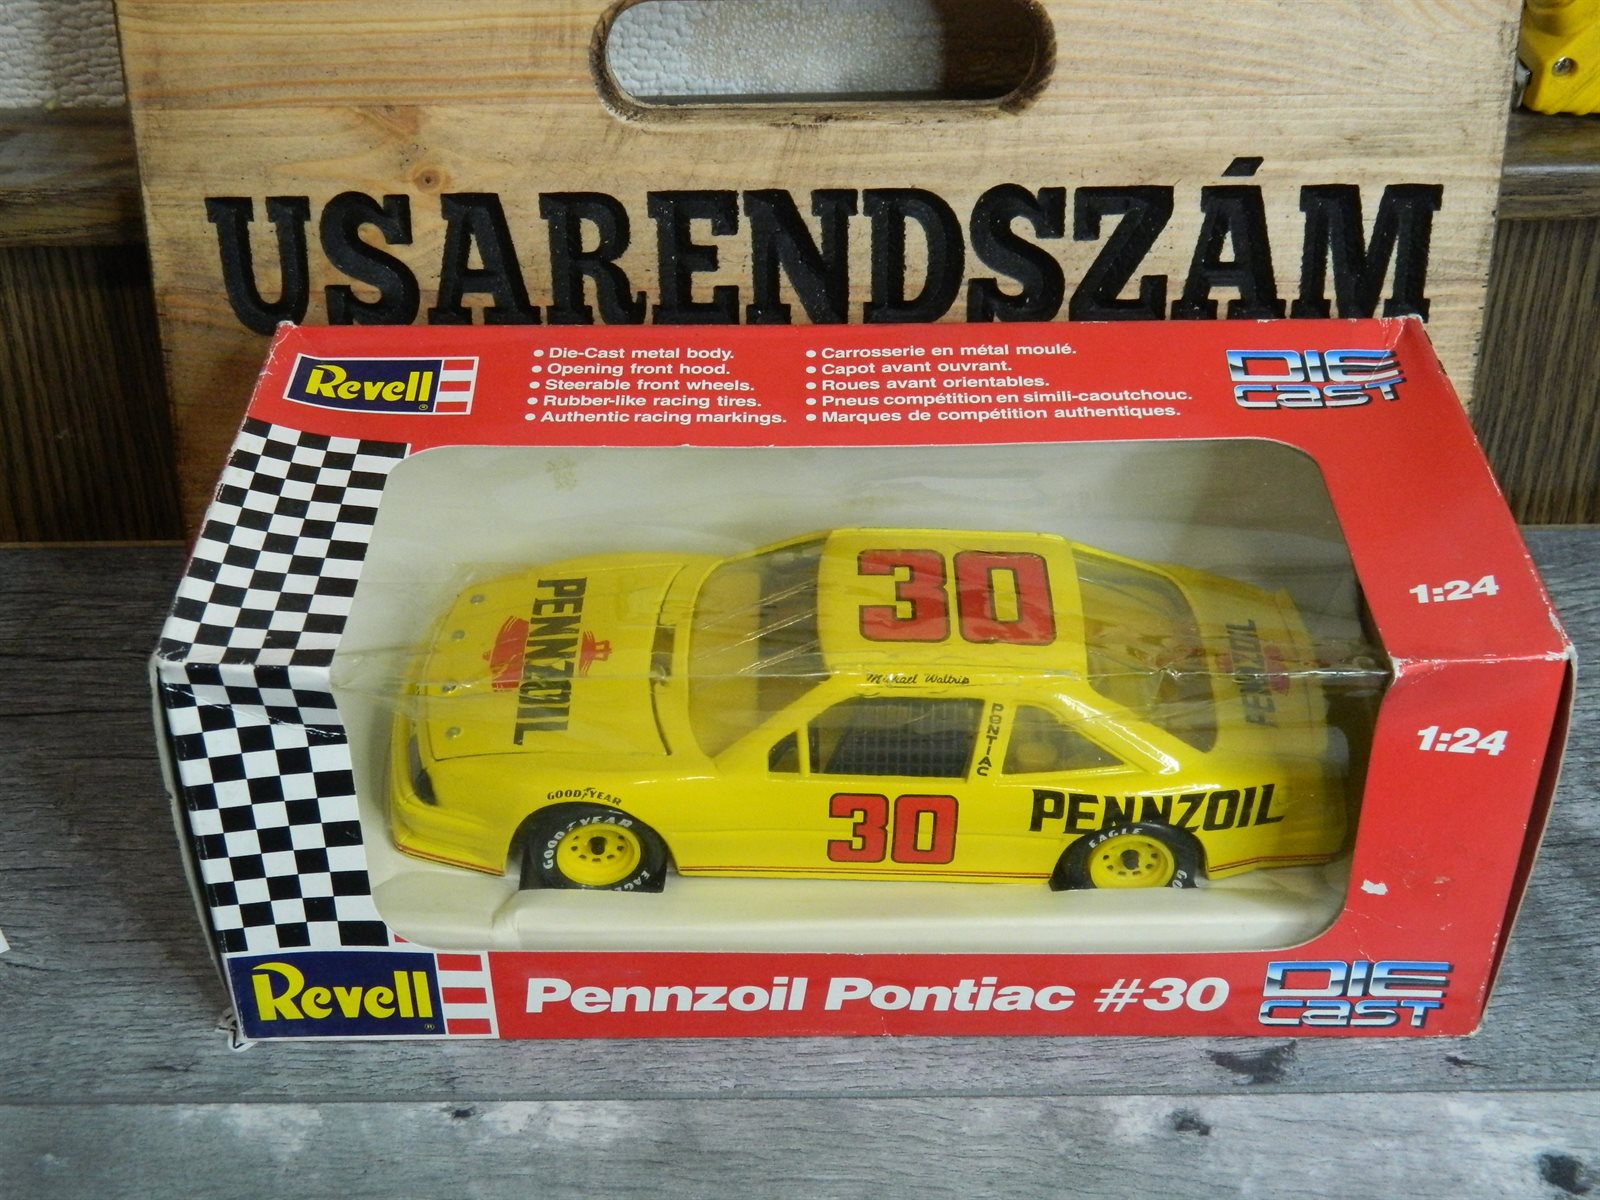 USARENDSZÁM
Revell
• Die-Cast metal body.
• Opening front hood.
• Steerable front wheels.
• Rubber-like racing tires.
• Authentic racing markings.
• Carrosserie en métal moulé.
• Capot avant ouvrant.
• Roues avant orientables.
• Pneus compétition en simili-caoutchouc.
• Marques de compétition authentiques.
DIE
CAST
1:24
1:24
PENNZOIL
30
Michael Waltrip
PONTIAC
PENNZOIL
GOODYEAR
GOODYEAR
EAGLE
30
PENNZOIL
EAGLE
Revell
Pennzoil Pontiac #30
DIE
CAST